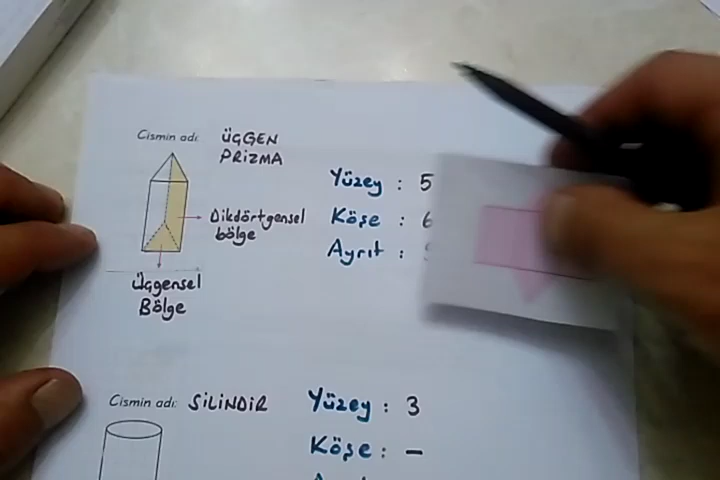 Cismin adı: ÜÇGEN
PRİZMA
Yüzey : 5
Köşe : 6
Ayrıt :
Dikdörtgensel
bölge
Üçgensel
Bölge
Cismin adı: SİLİNDİR
Yüzey : 3
Köşe : –